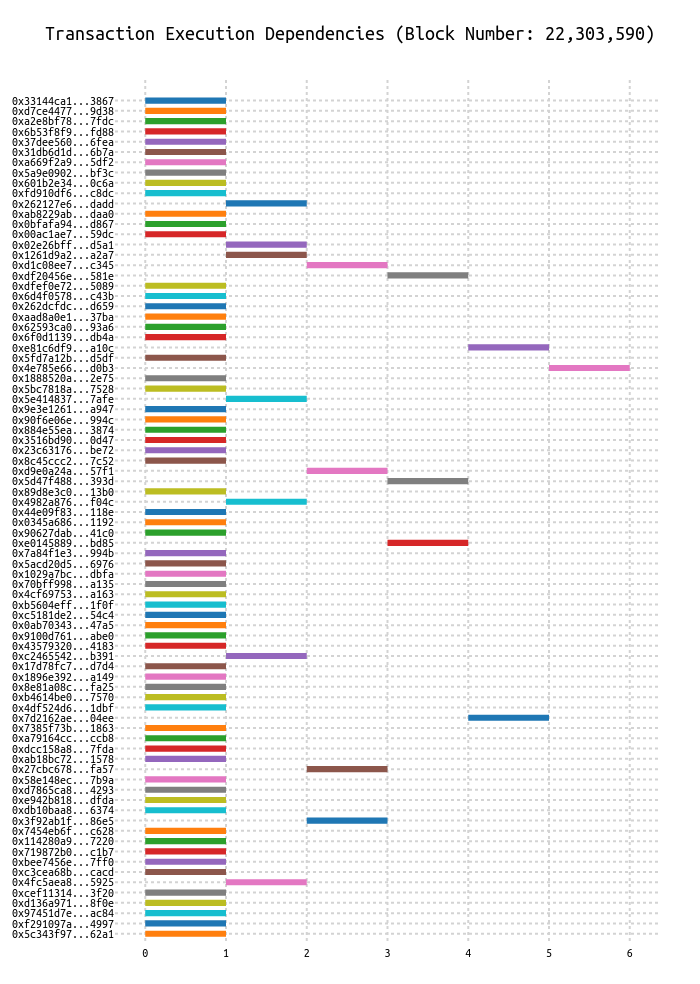 Transaction Execution Dependencies (Block Number: 22,303,590)
0x33144ca1...3867
0xd7ce4477...9d38
0xa2e8bf78...7fdc
0x6b53f8f9...fd88
0x37dee560...6fea
0x31db6d1d...6b7a
0xa669f2a9...5df2
0x5a9e0902...bf3c
0x601b2e34...0c6a
0xfd910df6...c8dc
0x262127e6...dadd
0xab8229ab...daa0
0x0bfafa94...d867
0x00ac1ae7...59dc
0x02e26bff...d5a1
0x1261d9a2...a2a7
0xd1c08ee7...c345
0xdf20456e...581e
0xdfef0e72...5089
0x6d4f0578...c43b
0x262dcfdc...d659
0xaad8a0e1...37ba
0x62593ca0...93a6
0x6f0d1139...db4a
0xe81c6df9...a10c
0x5fd7a12b...d5df
0x4e785e66...d0b3
0x1888520a...2e75
0x5bc7818a...7528
0x5e414837...7afe
0x9e3e1261...a947
0x90f6e06e...994c
0x884e55ea...3874
0x3516bd90...0d47
0x23c63176...be72
0x8c45ccc2...7c52
0xd9e0a24a...57f1
0x5d47f488...393d
0x89d8e3c0...13b0
0x4982a876...f04c
0x44e09f83...118e
0x0345a686...1192
0x90627dab...41c0
0xe0145889...bd85
0x7a84f1e3...994b
0x5acd20d5...6976
0x1029a7bc...dbfa
0x70bff998...a135
0x4cf69753...a163
0xb5604eff...1f0f
0xc5181de2...54c4
0x0ab70343...47a5
0x9100d761...abe0
0x43579320...4183
0xc2465542...b391
0x17d78fc7...d7d4
0x1896e392...a149
0x8e81a08c...fa25
0xb4614be0...7570
0x4df524d6...1dbf
0x7d2162ae...04ee
0x7385f73b...1863
0xa79164cc...ccb8
0xdcc158a8...7fda
0xab18bc72...1578
0x27cbc678...fa57
0x58e148ec...7b9a
0xd7865ca8...4293
0xe942b818...dfda
0xdb10baa8...6374
0x3f92ab1f...86e5
0x7454eb6f...c628
0x114280a9...7220
0x719872b0...c1b7
0xbee7456e...7ff0
0xc3cea68b...cacd
0x4fc5aea8...5925
0xcef11314...3f20
0xd136a971...8f0e
0x97451d7e...ac84
0xf291097a...4997
0x5c343f97...62a1
0 1 2 3 4 5 6